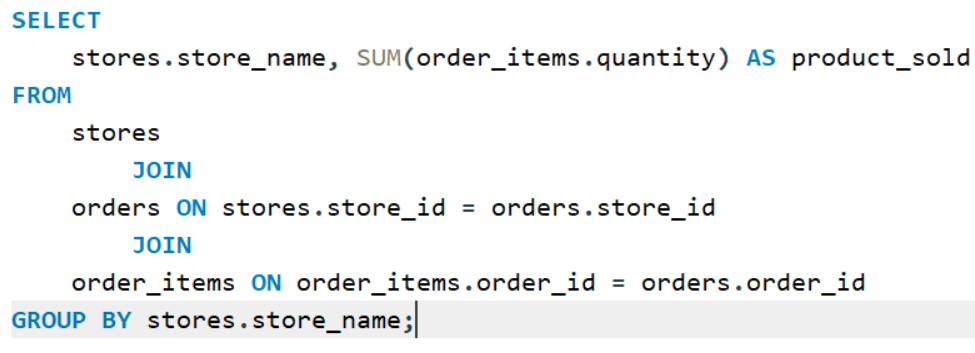 SELECT
    stores.store_name, SUM(order_items.quantity) AS product_sold
FROM
    stores
        JOIN
    orders ON stores.store_id = orders.store_id
        JOIN
    order_items ON order_items.order_id = orders.order_id
GROUP BY stores.store_name;